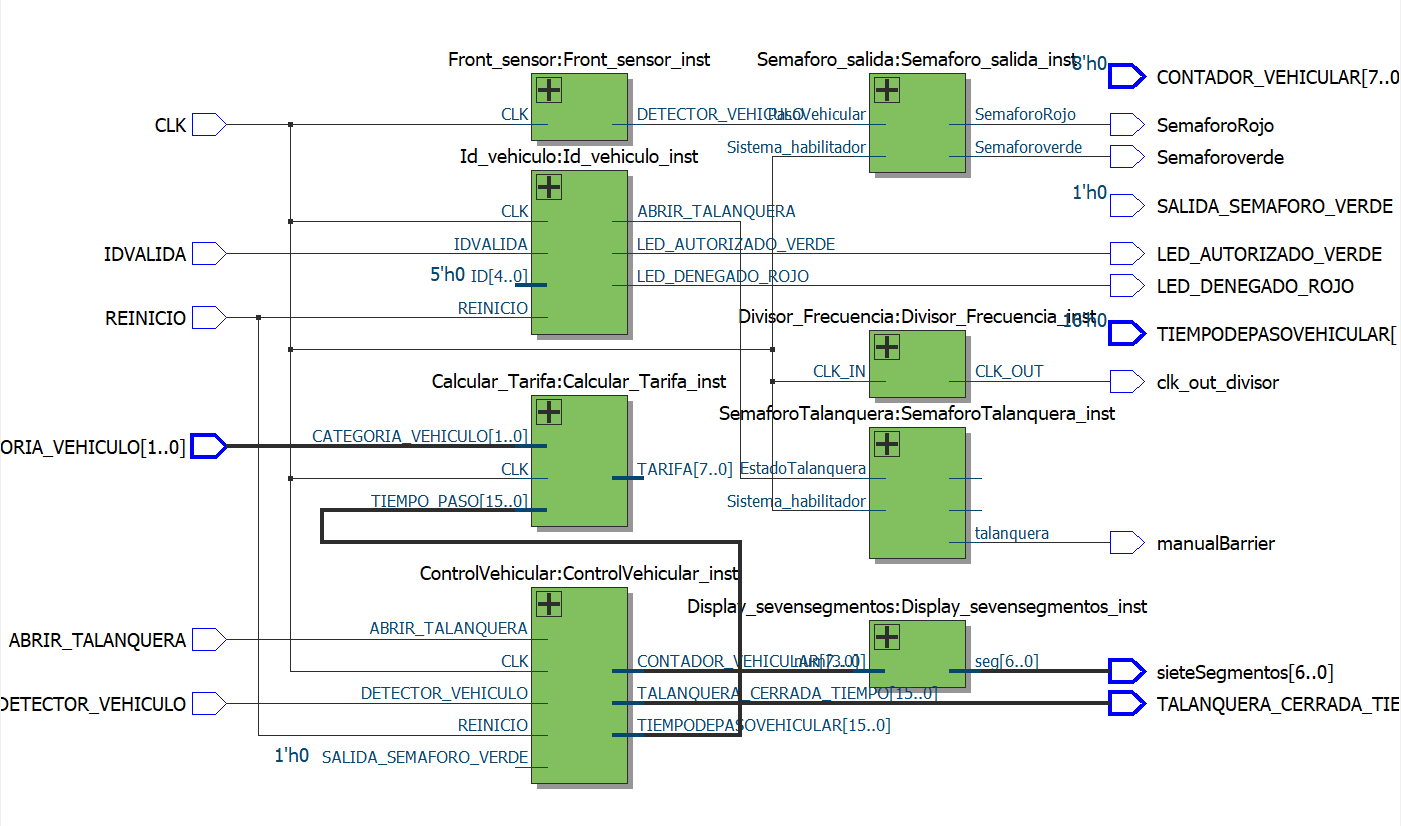 Front_sensor:Front_sensor_inst
Semaforo_salida:Semaforo_salida_inst
8'h0
CONTADOR_VEHICULAR[7..0
CLK
CLK
DETECTOR_VEHICULO
PasoVehicular
SemaforoRojo
SemaforoRojo
Id_vehiculo:Id_vehiculo_inst
Sistema_habilitador
Semaforoverde
Semaforoverde
1'h0
SALIDA_SEMAFORO_VERDE
CLK
ABRIR_TALANQUERA
IDVALIDA
IDVALIDA
LED_AUTORIZADO_VERDE
LED_AUTORIZADO_VERDE
5'h0
ID[4..0]
LED_DENEGADO_ROJO
LED_DENEGADO_ROJO
REINICIO
REINICIO
Divisor_Frecuencia:Divisor_Frecuencia_inst
16'h0
TIEMPODEPASOVEHICULAR[
Calcular_Tarifa:Calcular_Tarifa_inst
CLK_IN
CLK_OUT
clk_out_divisor
SemaforoTalanquera:SemaforoTalanquera_inst
ORIA_VEHICULO[1..0]
CATEGORIA_VEHICULO[1..0]
CLK
TARIFA[7..0]
EstadoTalanquera
TIEMPO_PASO[15..0]
Sistema_habilitador
talanquera
manualBarrier
ControlVehicular:ControlVehicular_inst
Display_sevensegmentos:Display_sevensegmentos_inst
ABRIR_TALANQUERA
ABRIR_TALANQUERA
CLK
CONTADOR_VEHICULAR[7..0]
seg[6..0]
sieteSegmentos[6..0]
DETECTOR_VEHICULO
DETECTOR_VEHICULO
TALANQUERA_CERRADA_TIEMPO[15..0]
TALANQUERA_CERRADA_TIE
REINICIO
TIEMPODEPASOVEHICULAR[15..0]
1'h0
SALIDA_SEMAFORO_VERDE